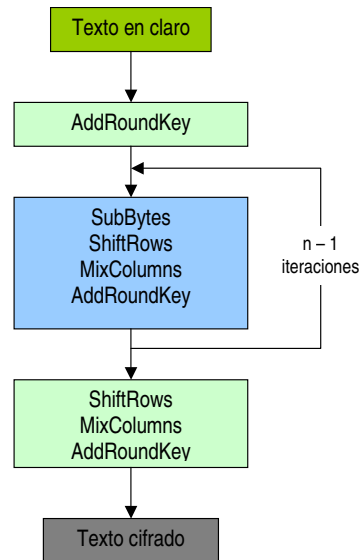 Texto en claro
AddRoundKey
SubBytes
ShiftRows
MixColumns
AddRoundKey
n – 1
iteraciones
ShiftRows
MixColumns
AddRoundKey
Texto cifrado